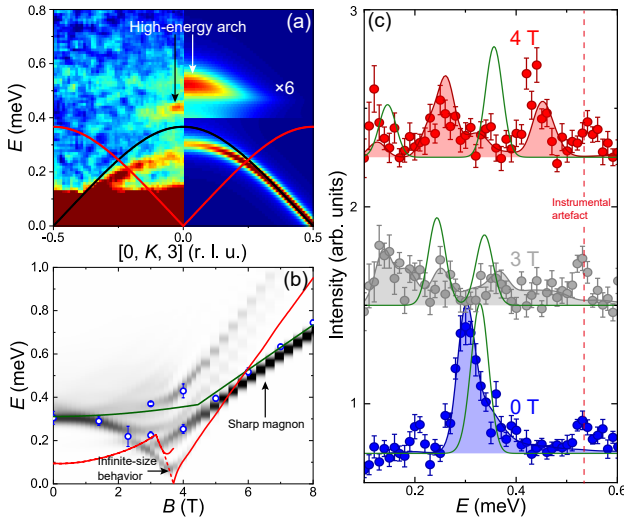 (a)
High-energy arch
×6
E (meV)
0.8
0.6
0.4
0.2
0.0
-0.5
0.0
0.5
[0, K, 3] (r. l. u.)
(b)
E (meV)
1.0
0.8
0.6
0.4
0.2
0.0
Sharp magnon
Infinite-size
behavior
0
2
4
6
8
B (T)
(c)
4 T
3 T
0 T
Instrumental
artefact
Intensity (arb. units)
3
2
1
0.2
0.4
0.6
E (meV)